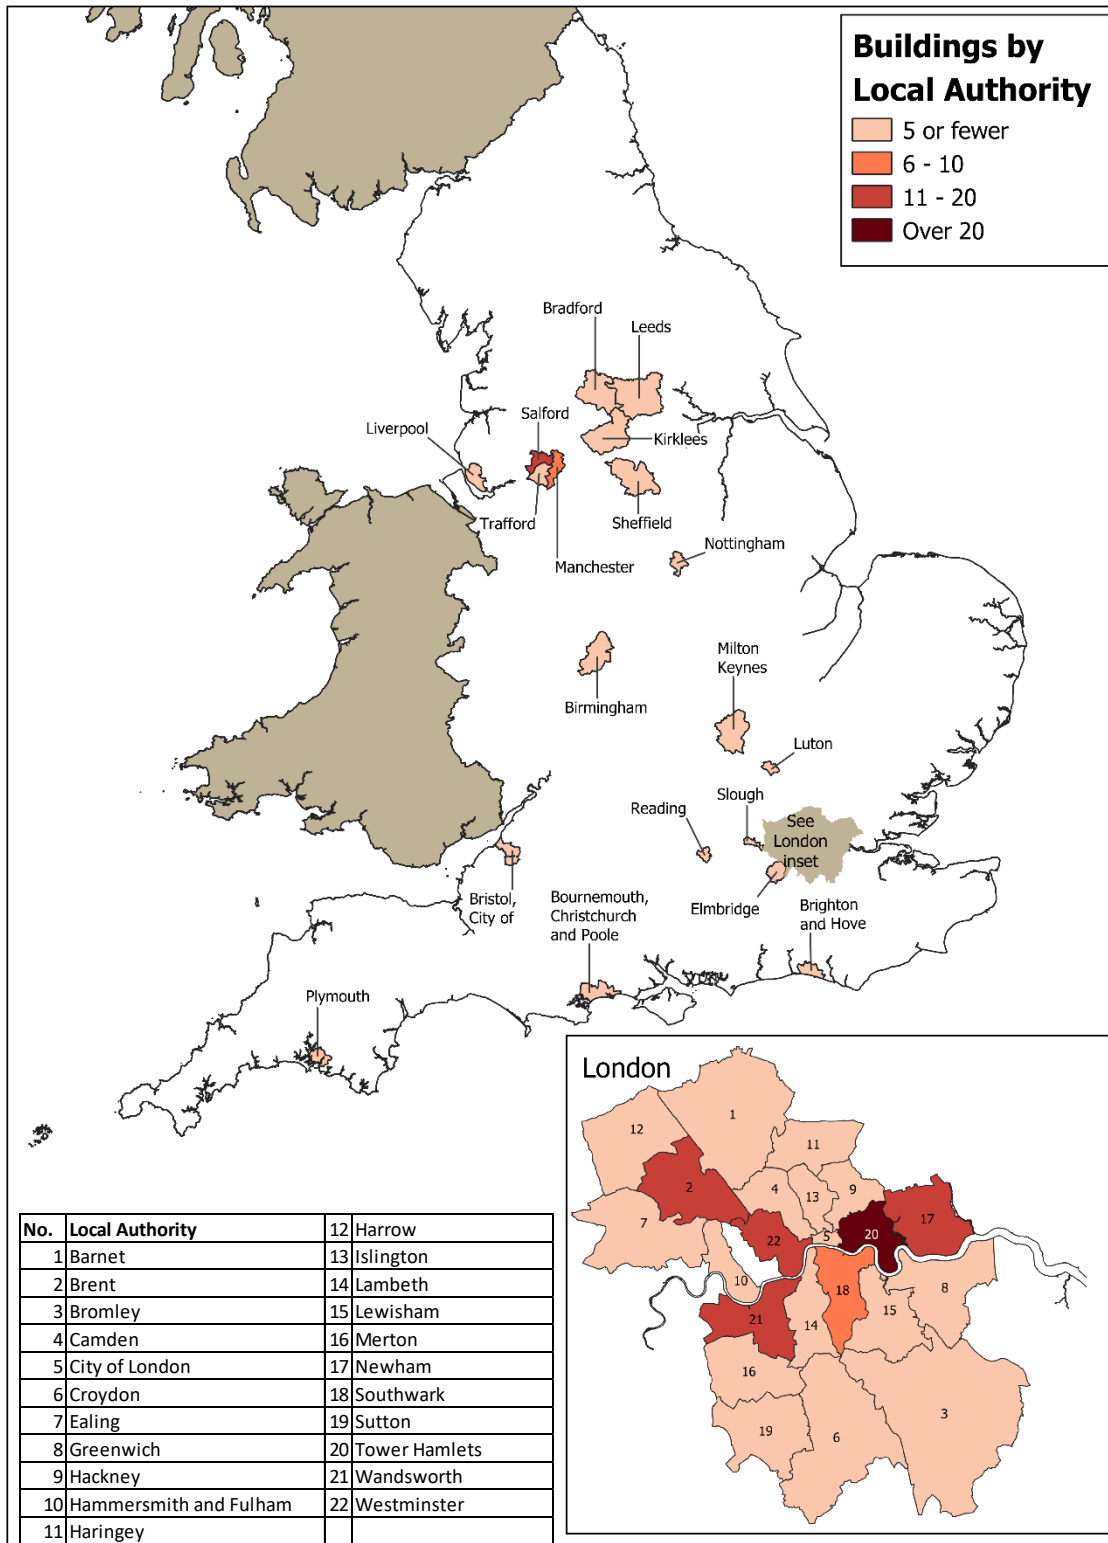 Buildings by
Local Authority
5 or fewer
6 - 10
11 - 20
Over 20
Bradford
Leeds
Salford
Liverpool
Kirklees
Trafford
Sheffield
Manchester
Nottingham
Birmingham
Milton
Keynes
Luton
Slough
Reading
See
London
inset
Elmbridge
Bristol,
City of
Bournemouth,
Christchurch
and Poole
Brighton
and Hove
Plymouth
London
1
12
11
2
4
13
9
7
22
5
20
17
10
18
8
21
14
15
16
3
19
6
No. Local Authority 12 Harrow
1 Barnet 13 Islington
2 Brent 14 Lambeth
3 Bromley 15 Lewisham
4 Camden 16 Merton
5 City of London 17 Newham
6 Croydon 18 Southwark
7 Ealing 19 Sutton
8 Greenwich 20 Tower Hamlets
9 Hackney 21 Wandsworth
10 Hammersmith and Fulham 22 Westminster
11 Haringey